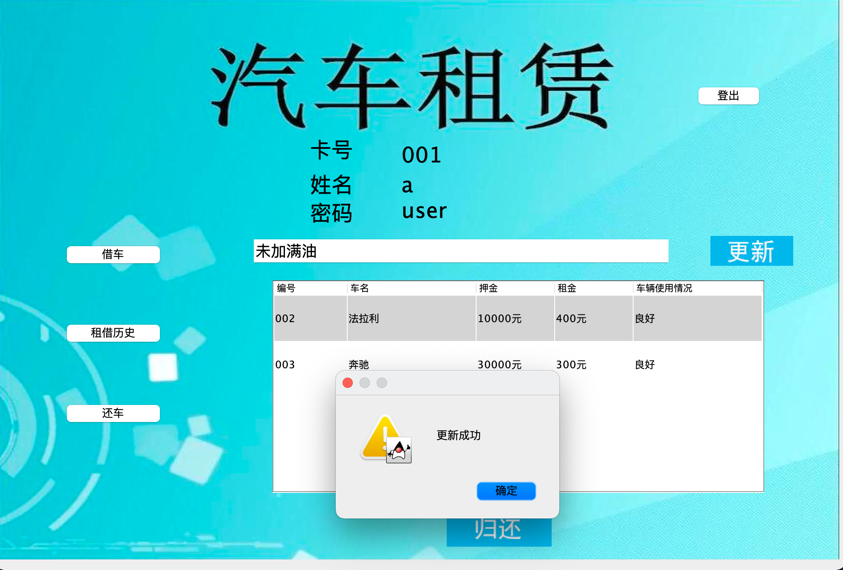 汽车租赁
登出
卡号 001
姓名 a
密码 user
借车
未加满油
更新
编号 车名 押金 租金 车辆使用情况
002 法拉利 10000元 400元 良好
租借历史
003 奔驰 30000元 300元 良好
还车
更新成功
确定
归还